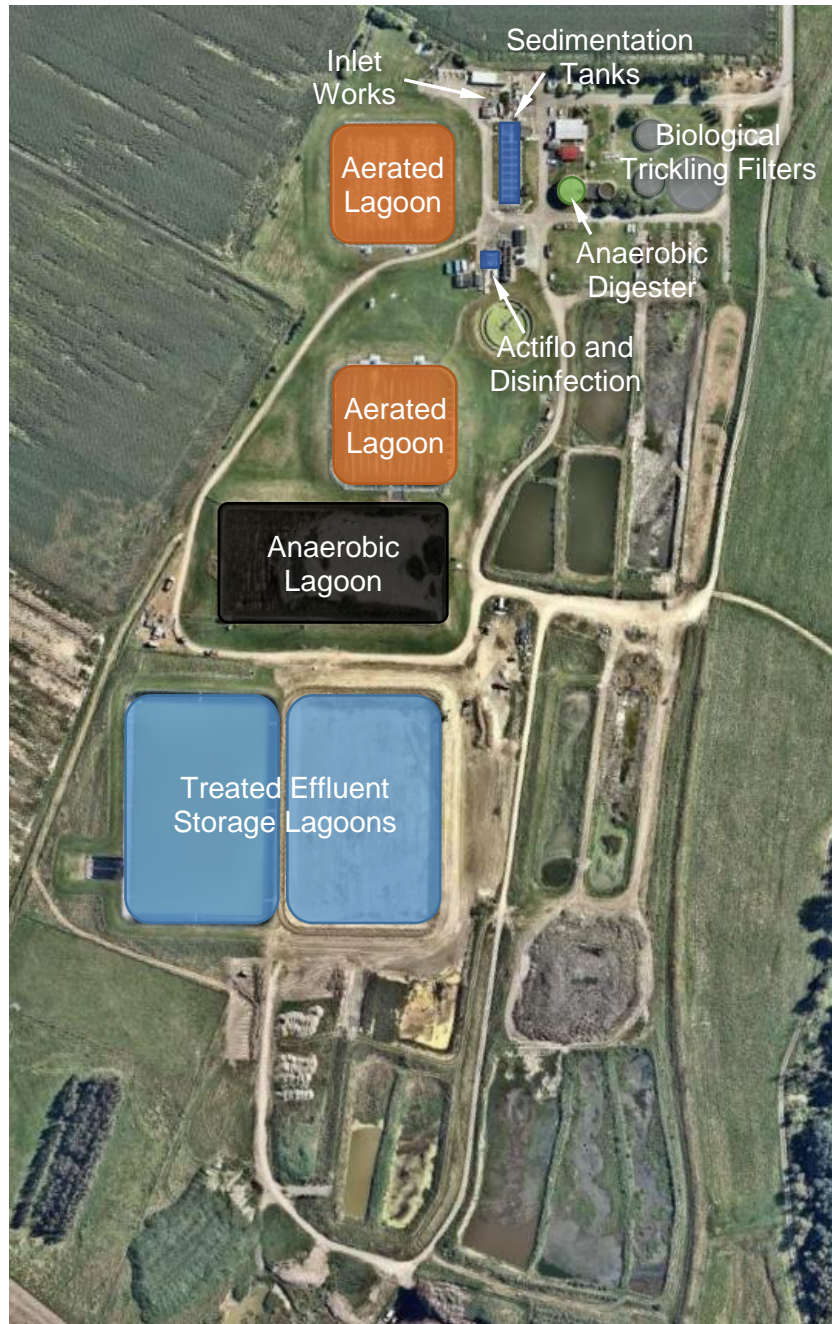 Inlet
Works
Sedimentation
Tanks
Aerated
Lagoon
Biological
Trickling Filters
Anaerobic
Digester
Actiflo and
Disinfection
Aerated
Lagoon
Anaerobic
Lagoon
Treated Effluent
Storage Lagoons